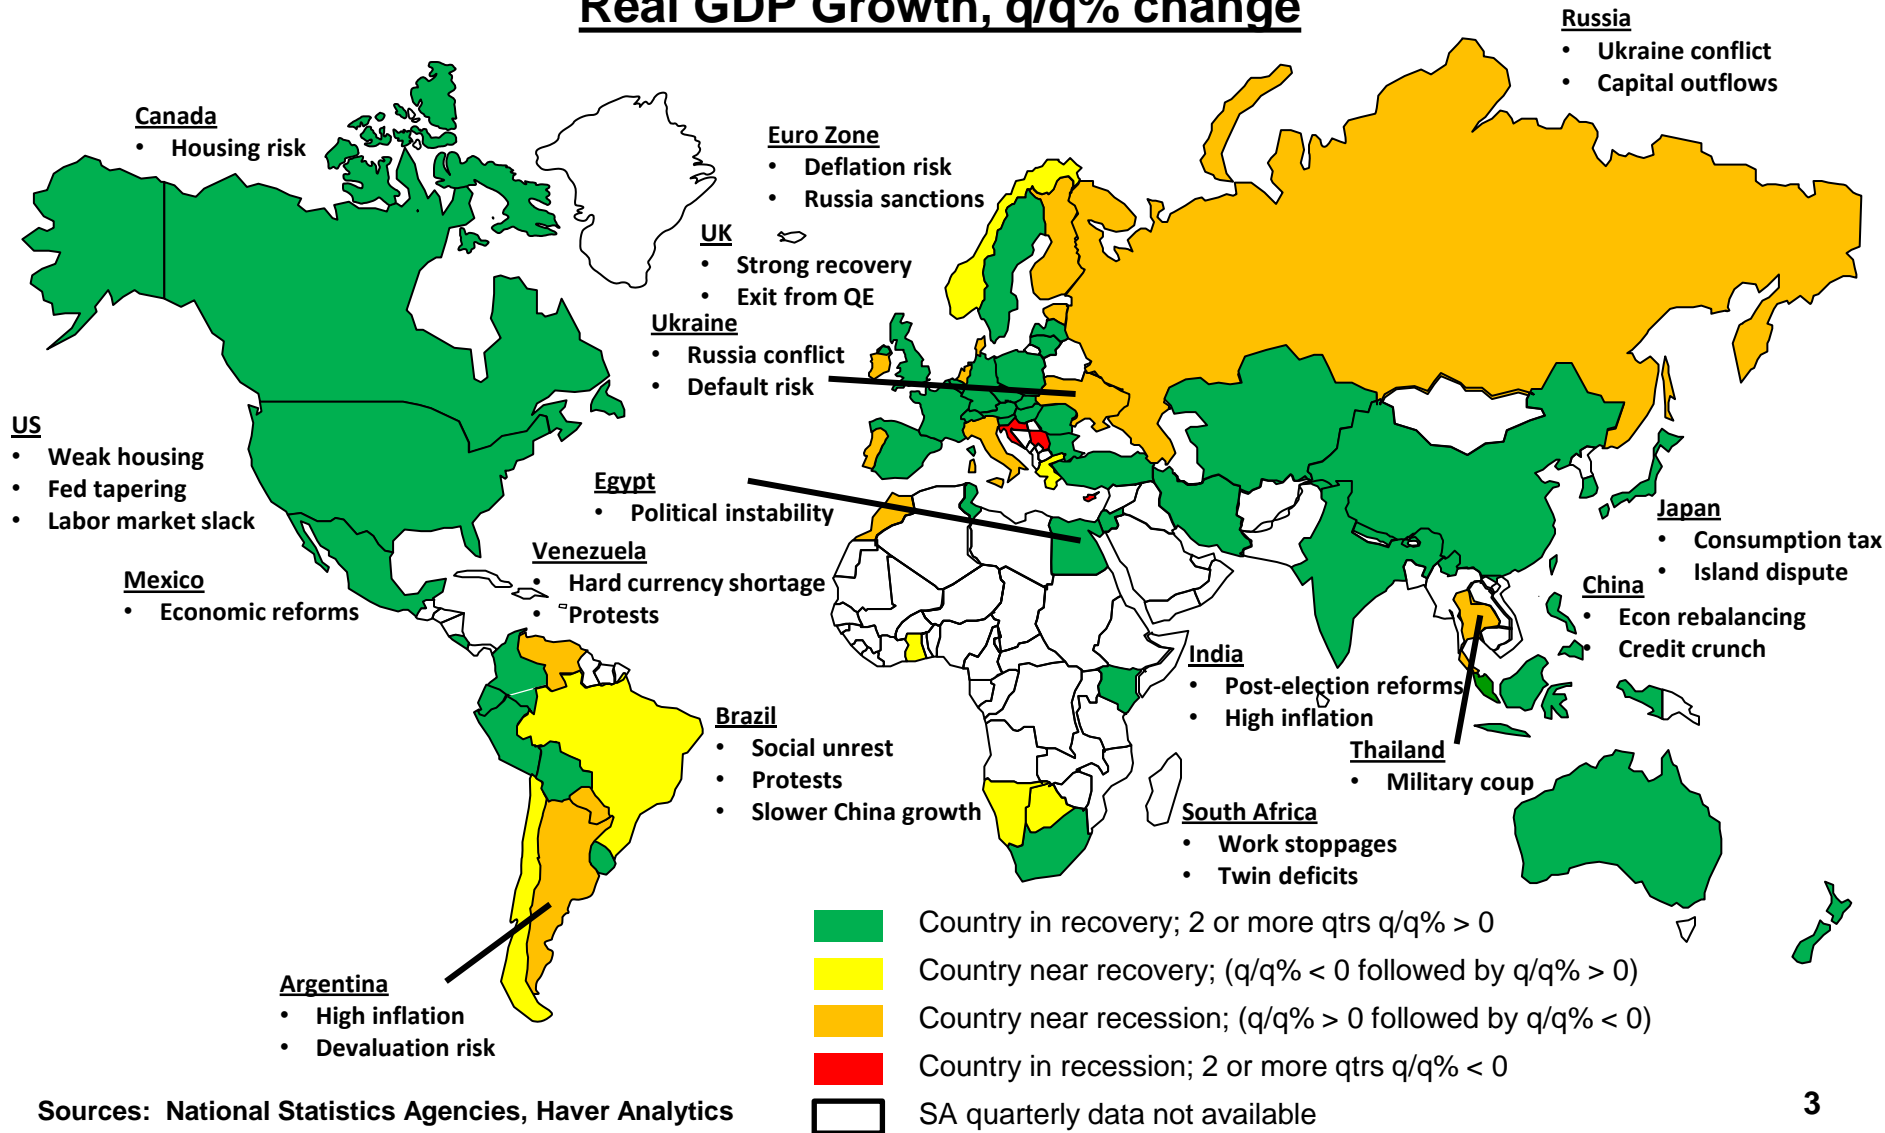 Real GDP Growth, q/q% change
Russia
• Ukraine conflict
• Capital outflows
Canada
• Housing risk
Euro Zone
• Deflation risk
• Russia sanctions
UK
• Strong recovery
• Exit from QE
Ukraine
• Russia conflict
• Default risk
US
• Weak housing
• Fed tapering
• Labor market slack
Egypt
• Political instability
Japan
• Consumption tax
• Island dispute
Venezuela
• Hard currency shortage
• Protests
Mexico
• Economic reforms
China
• Econ rebalancing
• Credit crunch
India
• Post-election reforms
• High inflation
Brazil
• Social unrest
• Protests
• Slower China growth
Thailand
• Military coup
South Africa
• Work stoppages
• Twin deficits
Argentina
• High inflation
• Devaluation risk
Country in recovery; 2 or more qtrs q/q% > 0
Country near recovery; (q/q% < 0 followed by q/q% > 0)
Country near recession; (q/q% > 0 followed by q/q% < 0)
Country in recession; 2 or more qtrs q/q% < 0
SA quarterly data not available
Sources: National Statistics Agencies, Haver Analytics
3